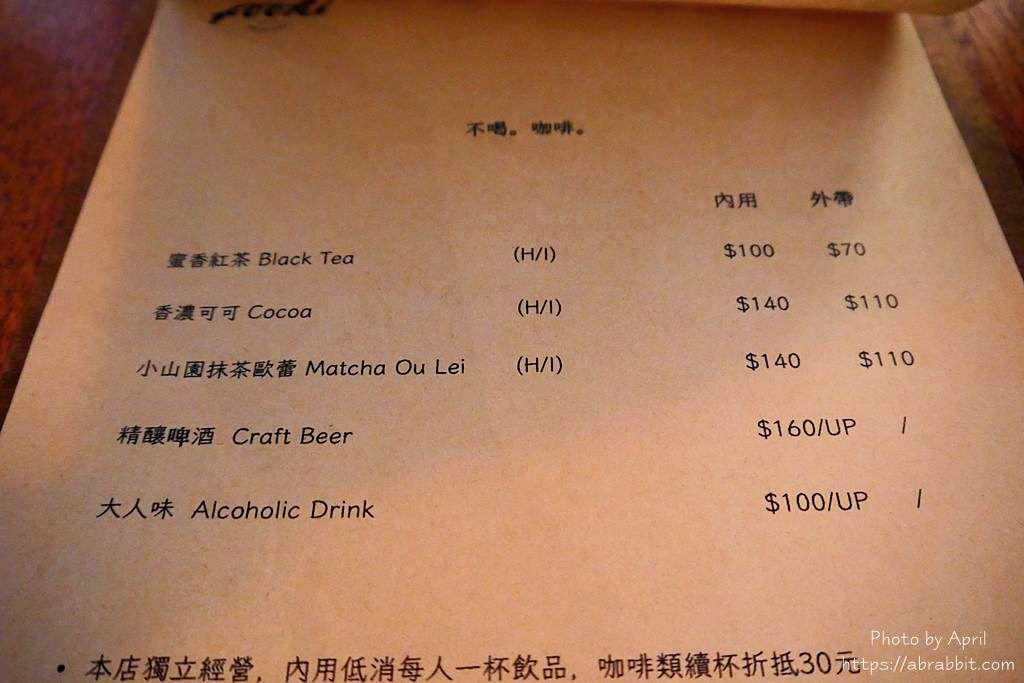 不喝。咖啡。
內用 外帶
蜜香紅茶 Black Tea (H/I) $100 $70
香濃可可 Cocoa (H/I) $140 $110
小山園抹茶歐蕾 Matcha Ou Lei (H/I) $140 $110
精釀啤酒 Craft Beer $160/UP /
大人味 Alcoholic Drink $100/UP /
• 本店獨立經營，內用低消每人一杯飲品，咖啡類續杯折抵30元
Photo by April
https://abrabbit.com